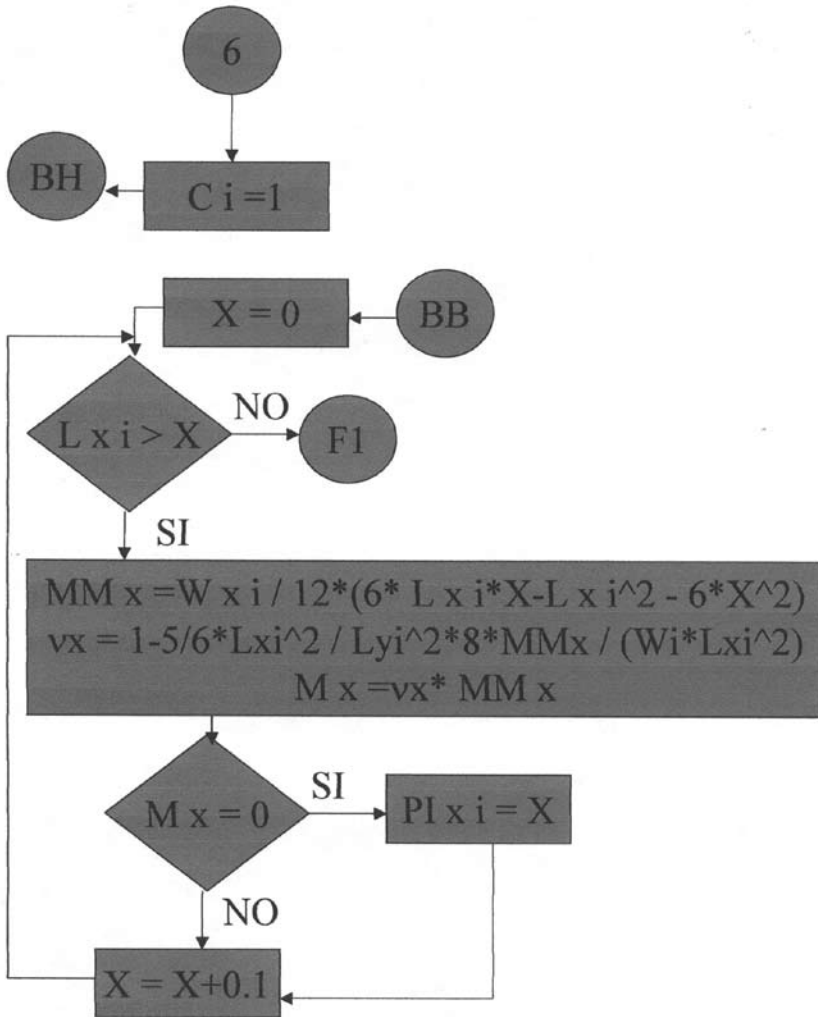 6
BH
C i =1
X = 0
BB
L x i > X
NO
F1
SI
MM x =W x i / 12*(6* L x i*X-L x i^2 - 6*X^2)
νx = 1-5/6*Lxi^2 / Lyi^2*8*MMx / (Wi*Lxi^2)
M x =νx* MM x
M x = 0
SI
PI x i = X
NO
X = X+0.1